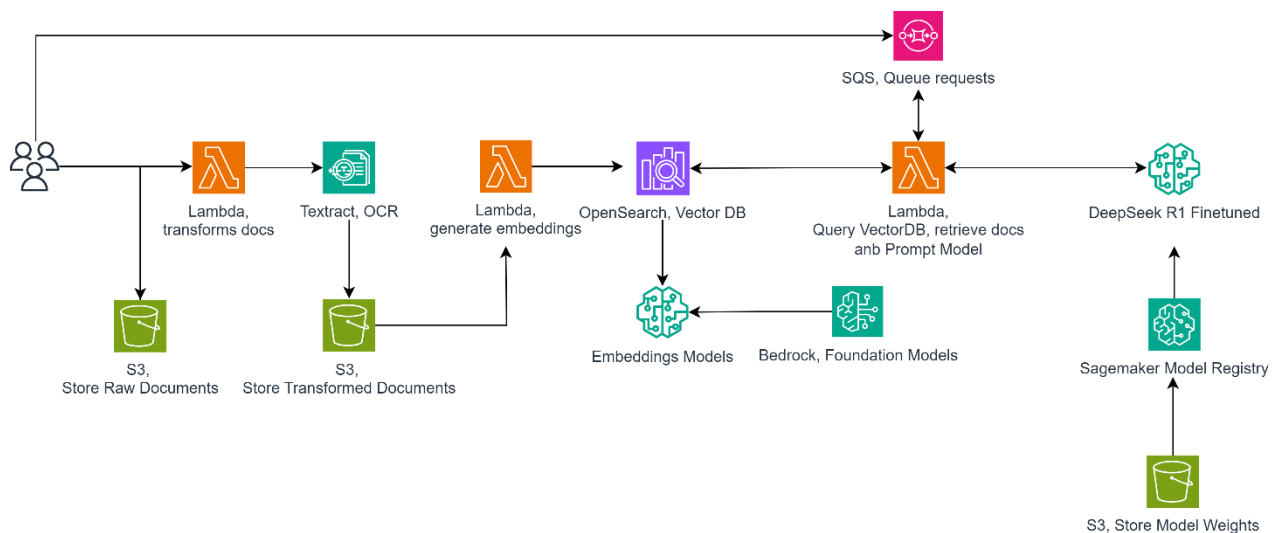 SQS, Queue requests
Lambda,
transforms docs
Textract, OCR
Lambda,
generate embeddings
OpenSearch, Vector DB
Lambda,
Query VectorDB, retrieve docs
anb Prompt Model
DeepSeek R1 Finetuned
S3,
Store Raw Documents
S3,
Store Transformed Documents
Embeddings Models
Bedrock, Foundation Models
Sagemaker Model Registry
S3, Store Model Weights